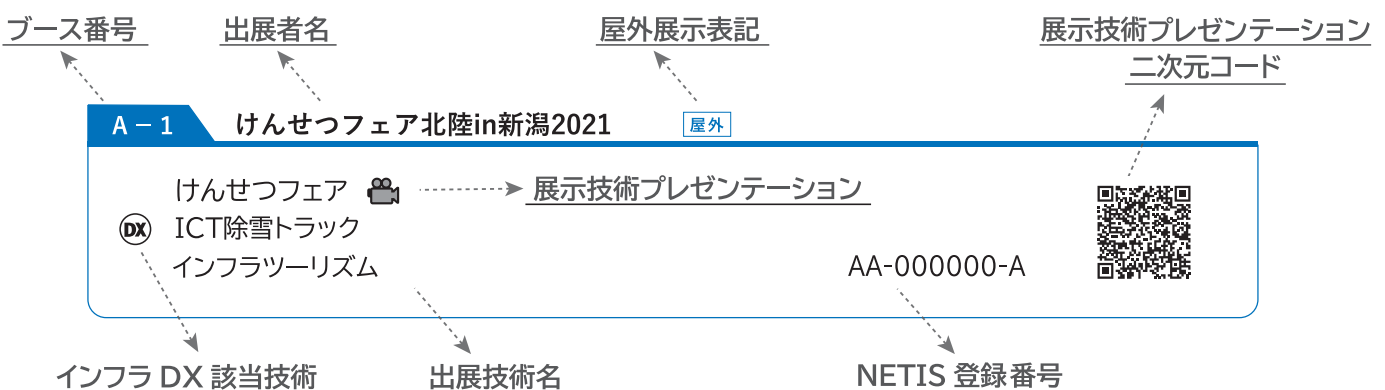 ブース番号
出展者名
屋外展示表記
展示技術プレゼンテーション
二次元コード
A－1
けんせつフェア北陸in新潟2021
屋外
けんせつフェア
展示技術プレゼンテーション
DX
ICT除雪トラック
インフラツーリズム
AA-000000-A
インフラ DX 該当技術
出展技術名
NETIS 登録番号